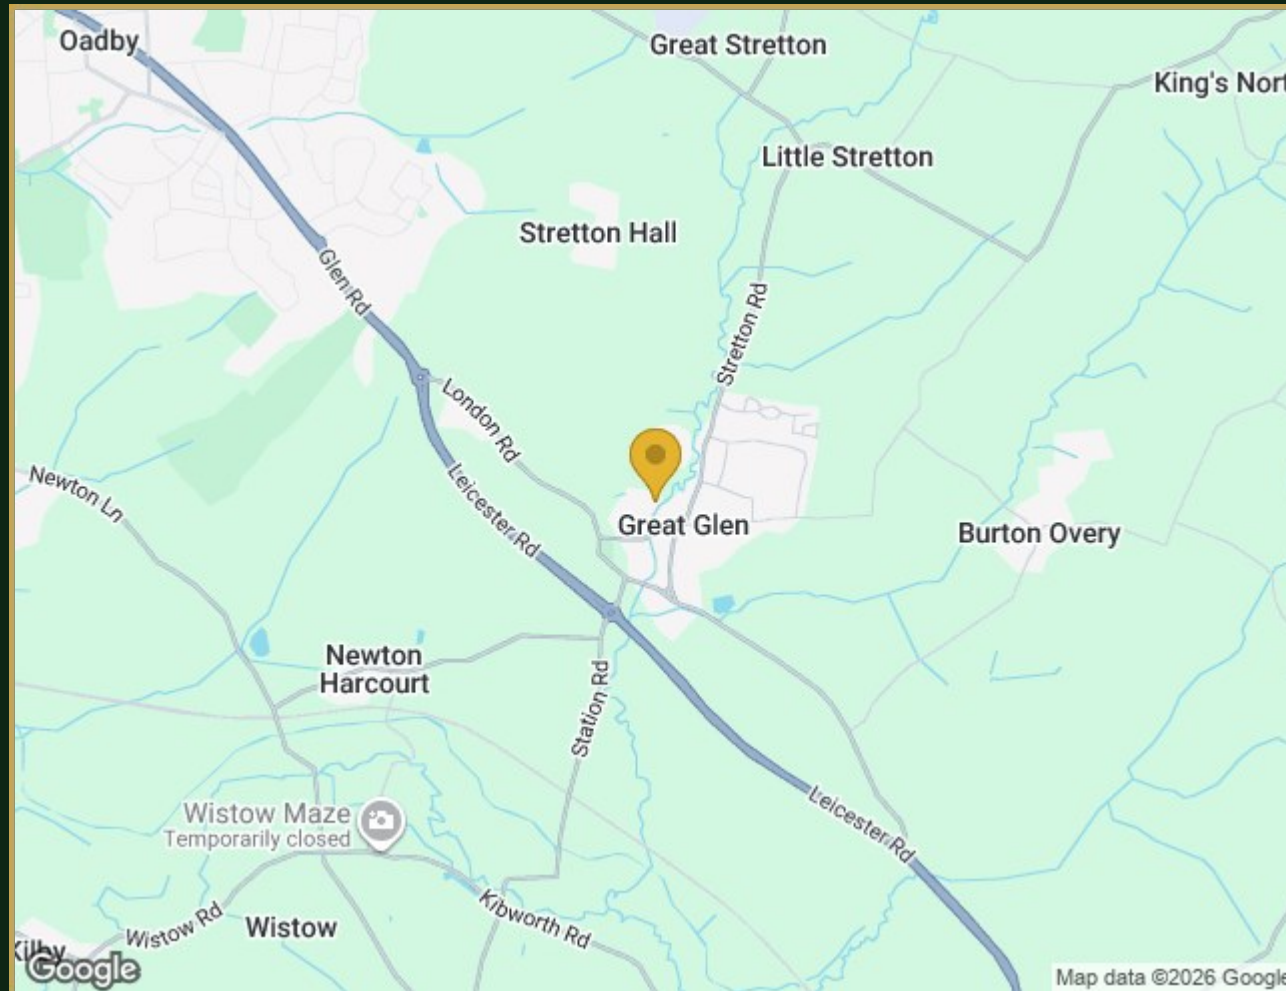 Oadby
Great Stretton
King's Nort
Little Stretton
Stretton Hall
Glen Rd
Stretton Rd
London Rd
Newton Ln
Leicester Rd
Great Glen
Burton Overy
Newton
Harcourt
Station Rd
Wistow Maze
Temporarily closed
Leicester Rd
Kibworth Rd
Wistow Rd
Wistow
Kilby
Google
Map data ©2026 Google